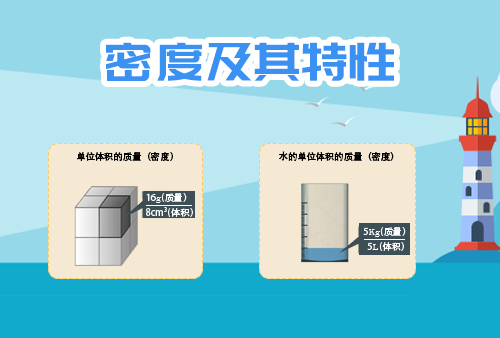 密度及其特性
单位体积的质量（密度）
16g(质量)
8cm³(体积)
水的单位体积的质量（密度）
5Kg(质量)
5L(体积)